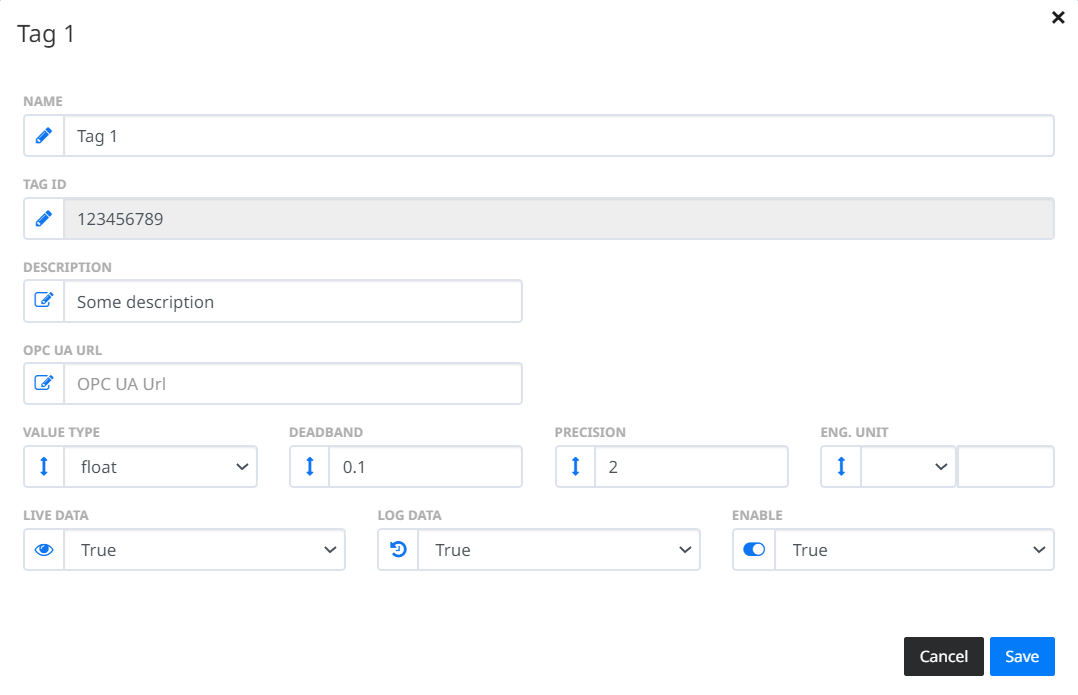 Tag 1
NAME
Tag 1
TAG ID
123456789
DESCRIPTION
Some description
OPC UA URL
OPC UA Url
VALUE TYPE DEADBAND PRECISION ENG. UNIT
float 0.1 2
LIVE DATA LOG DATA ENABLE
True True True
Cancel Save